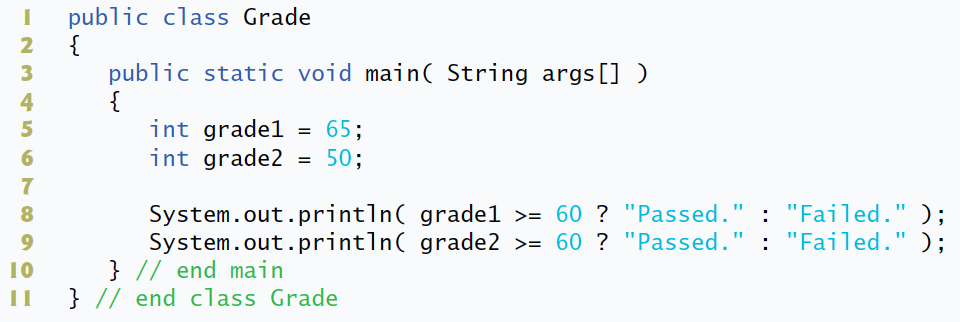 1 public class Grade
2 {
3 public static void main( String args[] )
4 {
5 int grade1 = 65;
6 int grade2 = 50;
7
8 System.out.println( grade1 >= 60 ? "Passed." : "Failed." );
9 System.out.println( grade2 >= 60 ? "Passed." : "Failed." );
10 } // end main
11 } // end class Grade